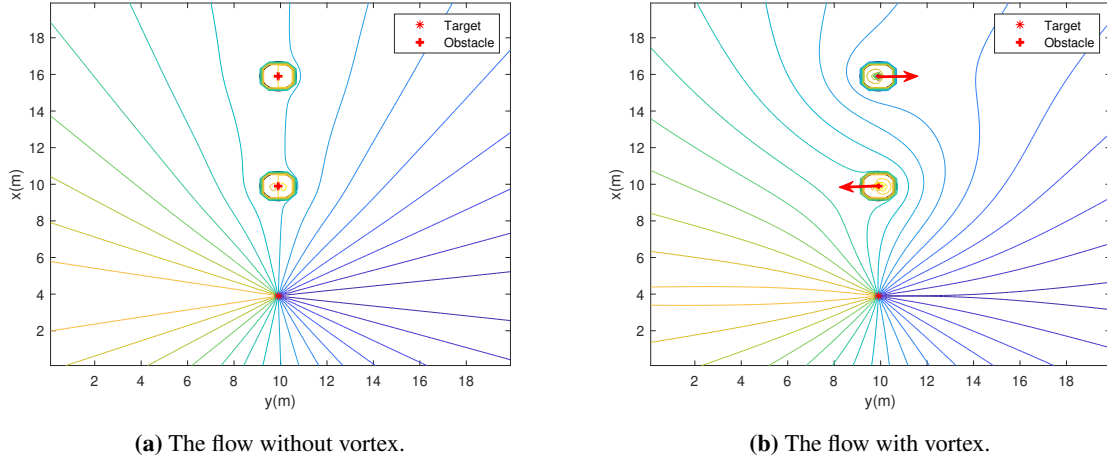 Target
Obstacle
18
16
14
12
10
8
6
4
2
x(m)
2 4 6 8 10 12 14 16 18
y(m)
(a) The flow without vortex.
Target
Obstacle
18
16
14
12
10
8
6
4
2
x(m)
2 4 6 8 10 12 14 16 18
y(m)
(b) The flow with vortex.